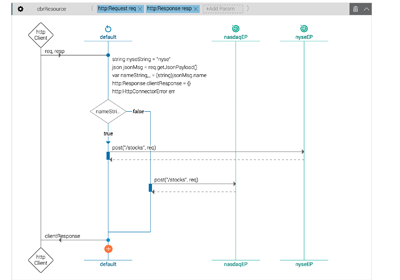 cbrResource
http:Request req ×
http:Response resp ×
+Add Param
http
Client
default
nasdaqEP
nyseEP
req, resp
string nyseString = "nyse"
json jsonMsg = req.getJsonPayload()
var nameString, _ = (string)jsonMsg.name
http:Response clientResponse = {}
http:HttpConnectorError err
nameStri...
false
true
post("/stocks", req)
post("/stocks", req)
clientResponse
http
Client
default
nasdaqEP
nyseEP